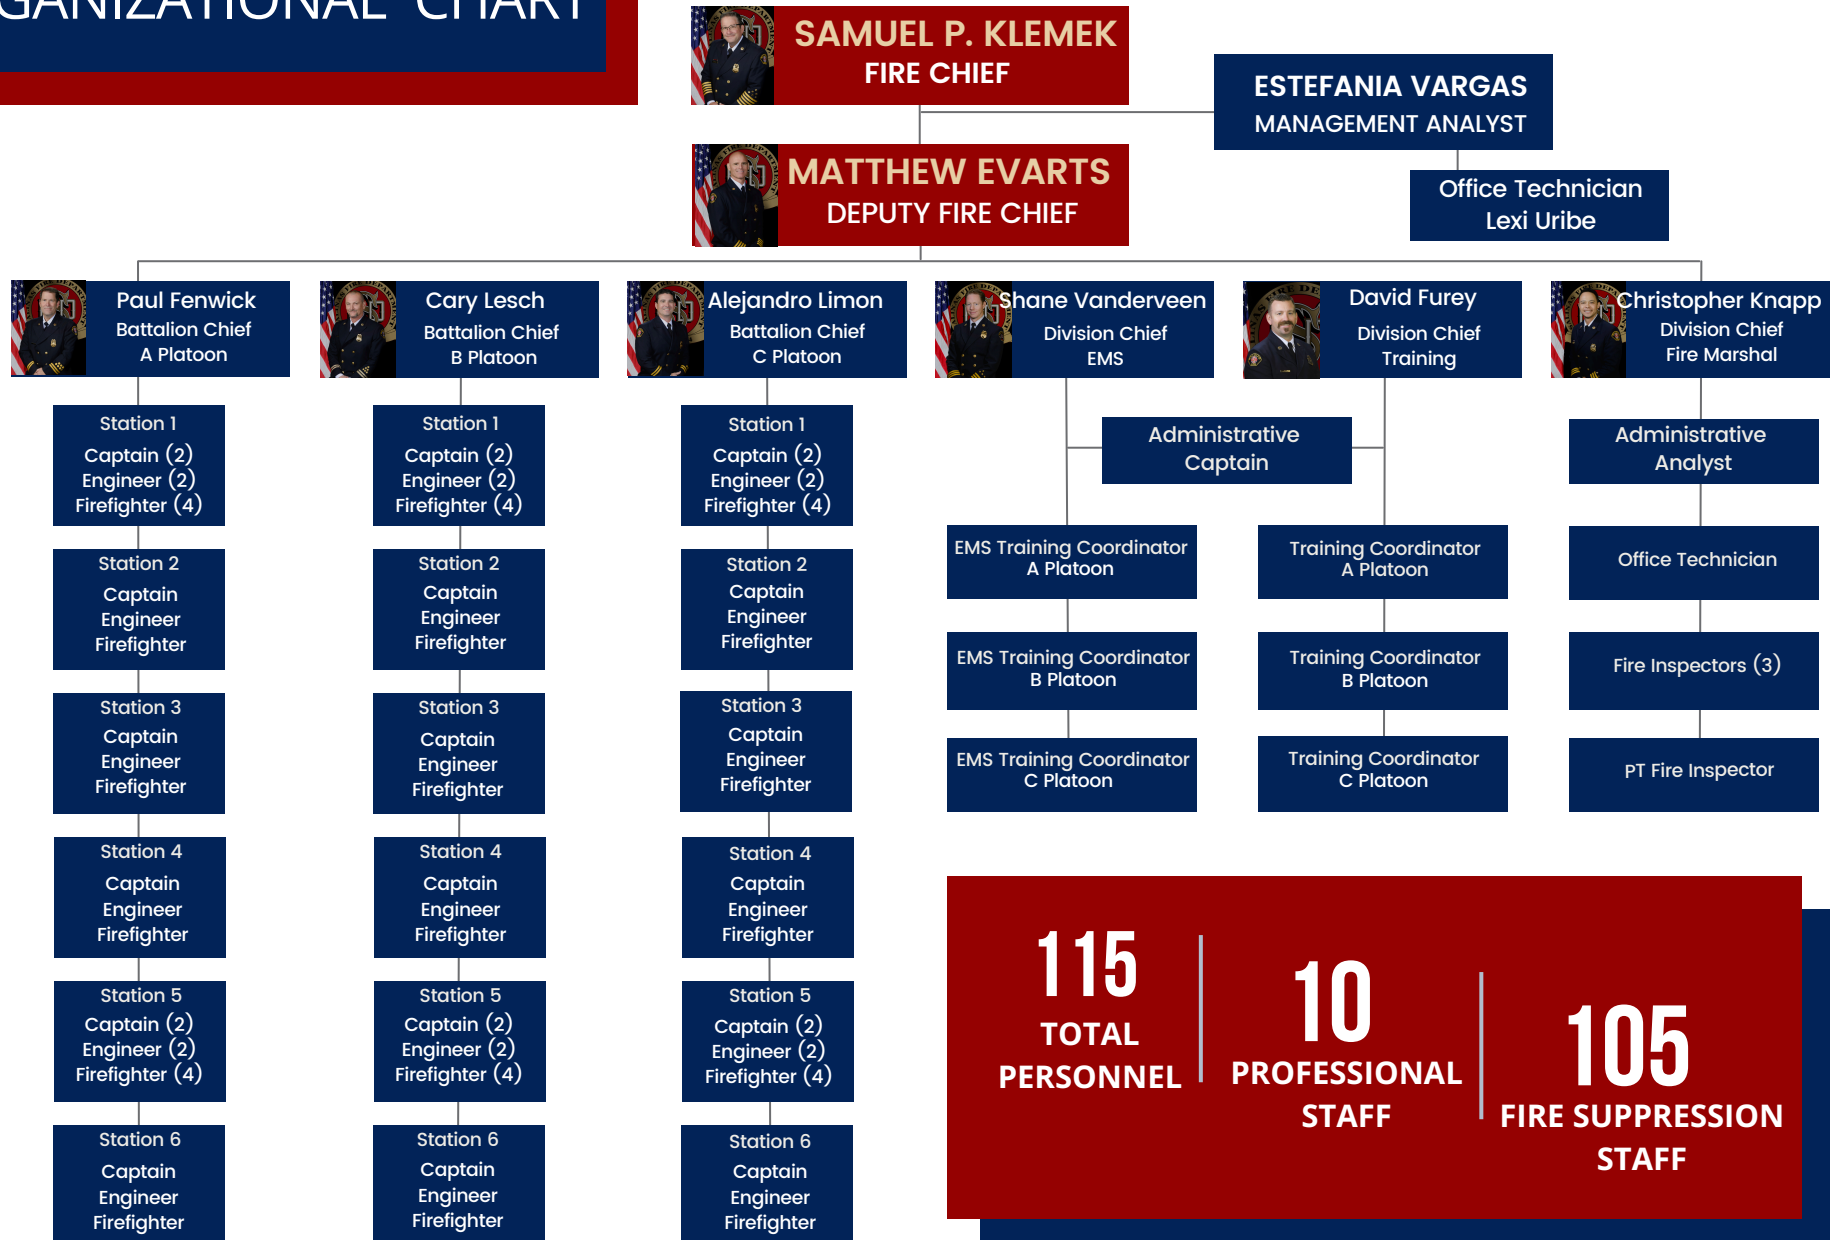 GANIZATIONAL CHART
SAMUEL P. KLEMEK
FIRE CHIEF
ESTEFANIA VARGAS
MANAGEMENT ANALYST
MATTHEW EVARTS
DEPUTY FIRE CHIEF
Office Technician
Lexi Uribe
Paul Fenwick
Battalion Chief
A Platoon
Cary Lesch
Battalion Chief
B Platoon
Alejandro Limon
Battalion Chief
C Platoon
Shane Vanderveen
Division Chief
EMS
David Furey
Division Chief
Training
Christopher Knapp
Division Chief
Fire Marshal
Station 1
Captain (2)
Engineer (2)
Firefighter (4)
Station 2
Captain
Engineer
Firefighter
Station 3
Captain
Engineer
Firefighter
Station 4
Captain
Engineer
Firefighter
Station 5
Captain (2)
Engineer (2)
Firefighter (4)
Station 6
Captain
Engineer
Firefighter
Station 1
Captain (2)
Engineer (2)
Firefighter (4)
Station 2
Captain
Engineer
Firefighter
Station 3
Captain
Engineer
Firefighter
Station 4
Captain
Engineer
Firefighter
Station 5
Captain (2)
Engineer (2)
Firefighter (4)
Station 6
Captain
Engineer
Firefighter
Station 1
Captain (2)
Engineer (2)
Firefighter (4)
Station 2
Captain
Engineer
Firefighter
Station 3
Captain
Engineer
Firefighter
Station 4
Captain
Engineer
Firefighter
Station 5
Captain (2)
Engineer (2)
Firefighter (4)
Station 6
Captain
Engineer
Firefighter
Administrative
Captain
EMS Training Coordinator
A Platoon
EMS Training Coordinator
B Platoon
EMS Training Coordinator
C Platoon
Training Coordinator
A Platoon
Training Coordinator
B Platoon
Training Coordinator
C Platoon
Administrative
Analyst
Office Technician
Fire Inspectors (3)
PT Fire Inspector
115
TOTAL
PERSONNEL
10
PROFESSIONAL
STAFF
105
FIRE SUPPRESSION
STAFF